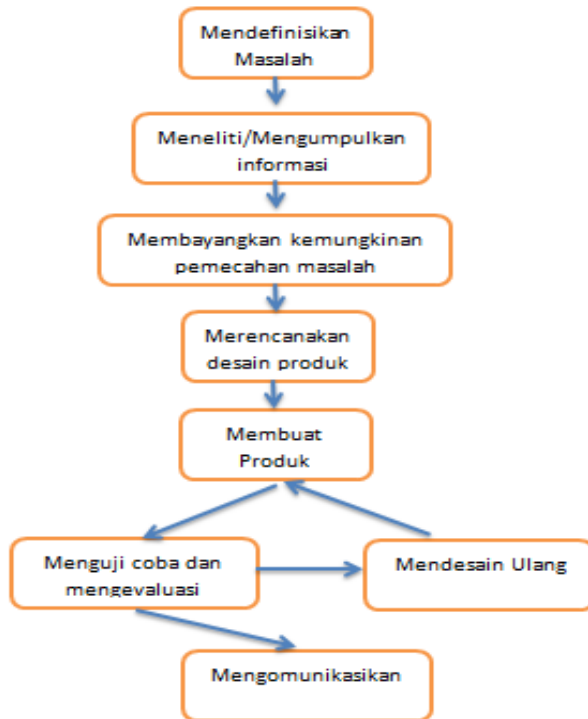 Mendefinisikan
Masalah
Meneliti/Mengumpulkan
informasi
Membayangkan kemungkinan
pemecahan masalah
Merencanakan
desain produk
Membuat
Produk
Menguji coba dan
mengevaluasi
Mendesain Ulang
Mengomunikasikan